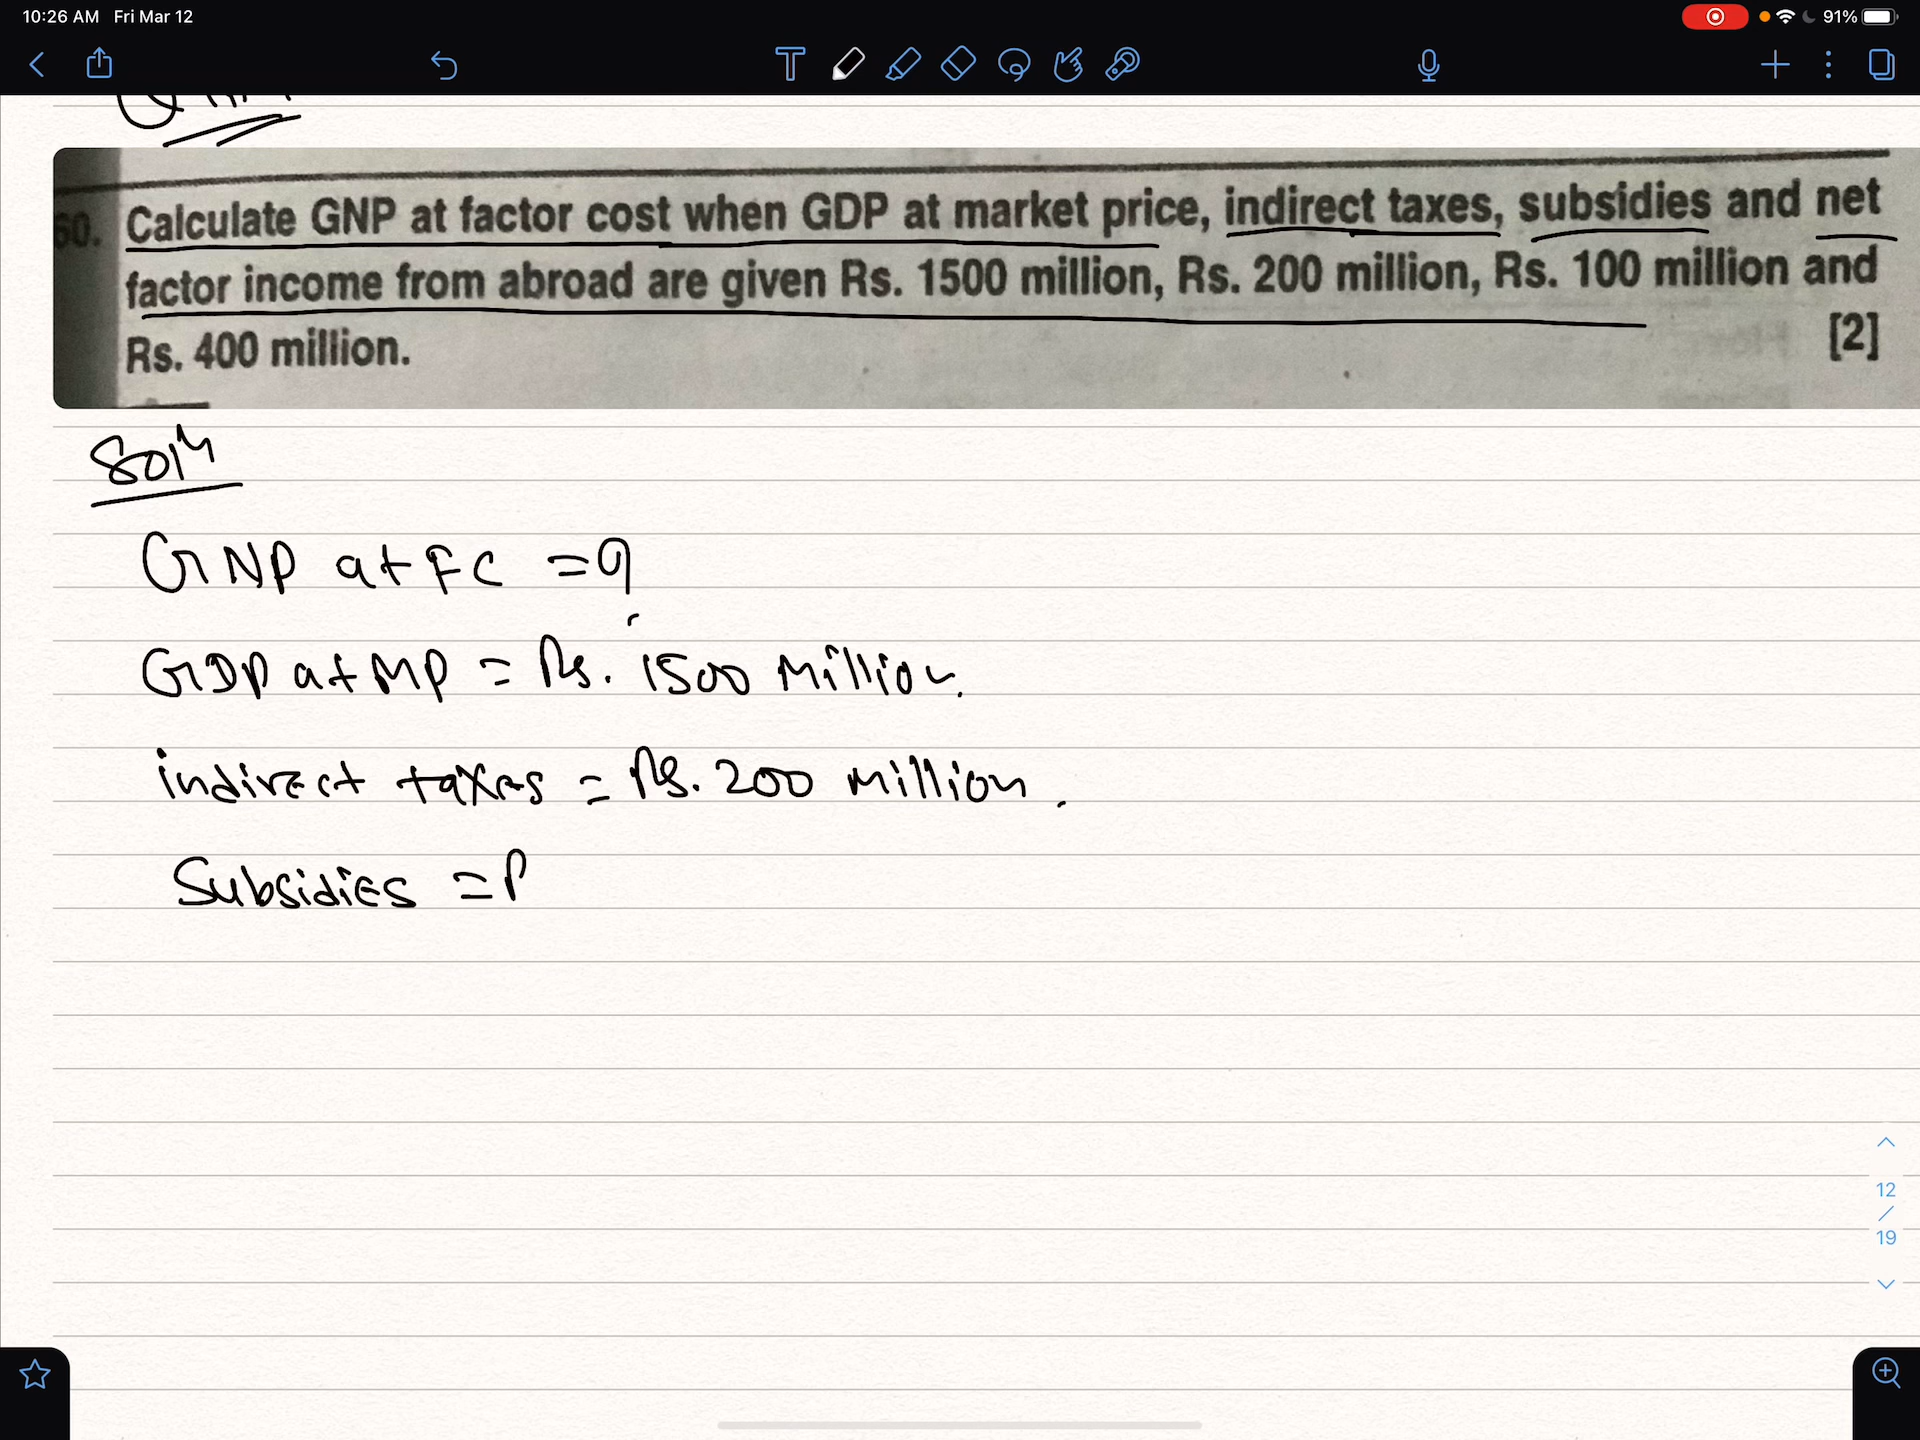 10:26 AM Fri Mar 12
91%
60. Calculate GNP at factor cost when GDP at market price, indirect taxes, subsidies and net
factor income from abroad are given Rs. 1500 million, Rs. 200 million, Rs. 100 million and
Rs. 400 million. [2]
Soln
GNP at FC = ?
GDP at MP = Rs. 1500 Million.
indirect taxes = Rs. 200 Million.
Subsidies =
12
/
19